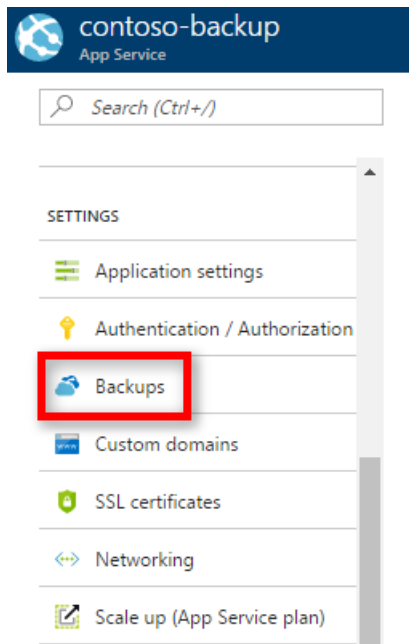 contoso-backup
App Service
Search (Ctrl+/)
SETTINGS
Application settings
Authentication / Authorization
Backups
www
Custom domains
SSL certificates
Networking
Scale up (App Service plan)